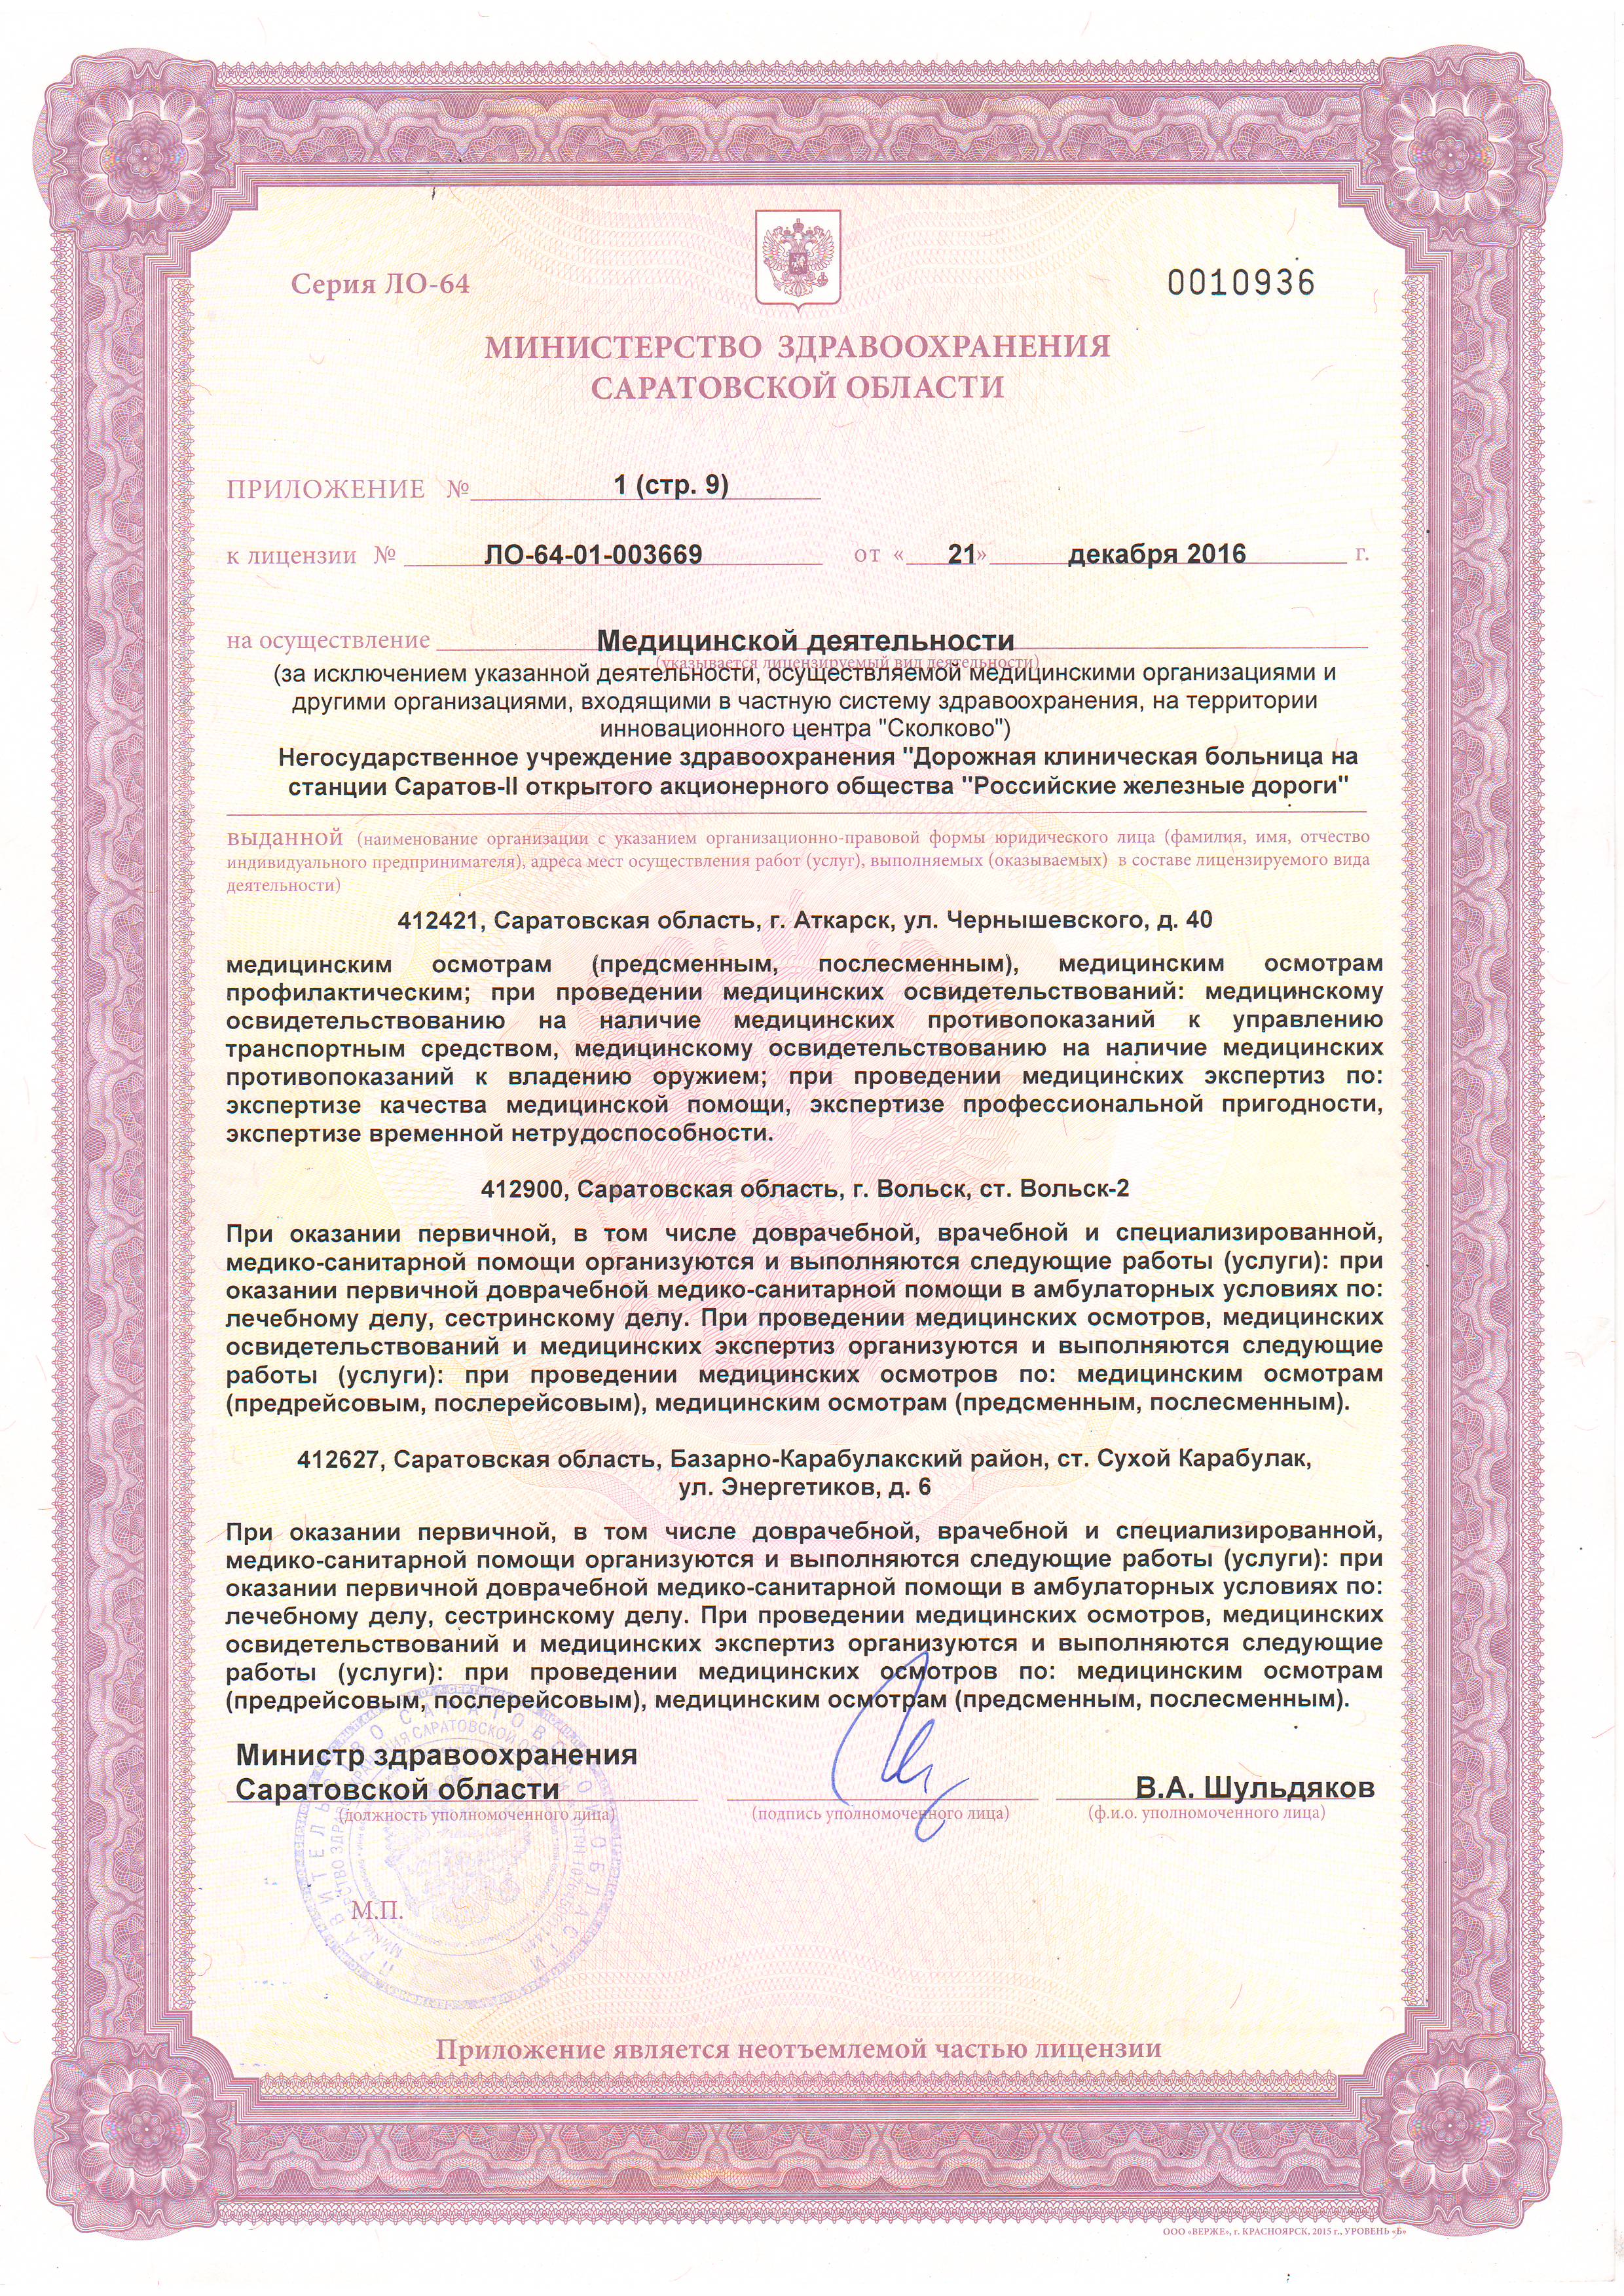 Серия ЛО-64
0010936
МИНИСТЕРСТВО ЗДРАВООХРАНЕНИЯ
САРАТОВСКОЙ ОБЛАСТИ
ПРИЛОЖЕНИЕ № 1 (стр. 9)
к лицензии № ЛО-64-01-003669 от « 21» декабря 2016 г.
на осуществление Медицинской деятельности
(указывается лицензируемый вид деятельности)
(за исключением указанной деятельности, осуществляемой медицинскими организациями и
другими организациями, входящими в частную систему здравоохранения, на территории
инновационного центра "Сколково")
Негосударственное учреждение здравоохранения "Дорожная клиническая больница на
станции Саратов-II открытого акционерного общества "Российские железные дороги"
выданной (наименование организации с указанием организационно-правовой формы юридического лица (фамилия, имя, отчество
индивидуального предпринимателя), адреса мест осуществления работ (услуг), выполняемых (оказываемых) в составе лицензируемого вида
деятельности)
412421, Саратовская область, г. Аткарск, ул. Чернышевского, д. 40
медицинским осмотрам (предсменным, послесменным), медицинским осмотрам
профилактическим; при проведении медицинских освидетельствований: медицинскому
освидетельствованию на наличие медицинских противопоказаний к управлению
транспортным средством, медицинскому освидетельствованию на наличие медицинских
противопоказаний к владению оружием; при проведении медицинских экспертиз по:
экспертизе качества медицинской помощи, экспертизе профессиональной пригодности,
экспертизе временной нетрудоспособности.
412900, Саратовская область, г. Вольск, ст. Вольск-2
При оказании первичной, в том числе доврачебной, врачебной и специализированной,
медико-санитарной помощи организуются и выполняются следующие работы (услуги): при
оказании первичной доврачебной медико-санитарной помощи в амбулаторных условиях по:
лечебному делу, сестринскому делу. При проведении медицинских осмотров, медицинских
освидетельствований и медицинских экспертиз организуются и выполняются следующие
работы (услуги): при проведении медицинских осмотров по: медицинским осмотрам
(предрейсовым, послерейсовым), медицинским осмотрам (предсменным, послесменным).
412627, Саратовская область, Базарно-Карабулакский район, ст. Сухой Карабулак,
ул. Энергетиков, д. 6
При оказании первичной, в том числе доврачебной, врачебной и специализированной,
медико-санитарной помощи организуются и выполняются следующие работы (услуги): при
оказании первичной доврачебной медико-санитарной помощи в амбулаторных условиях по:
лечебному делу, сестринскому делу. При проведении медицинских осмотров, медицинских
освидетельствований и медицинских экспертиз организуются и выполняются следующие
работы (услуги): при проведении медицинских осмотров по: медицинским осмотрам
(предрейсовым, послерейсовым), медицинским осмотрам (предсменным, послесменным).
Министр здравоохранения
Саратовской области
В.А. Шульдяков
(должность уполномоченного лица)
(подпись уполномоченного лица)
(ф.и.о. уполномоченного лица)
М.П.
Приложение является неотъемлемой частью лицензии
ООО «ВЕРЖЕ», г. КРАСНОЯРСК, 2015 г., УРОВЕНЬ «Б»